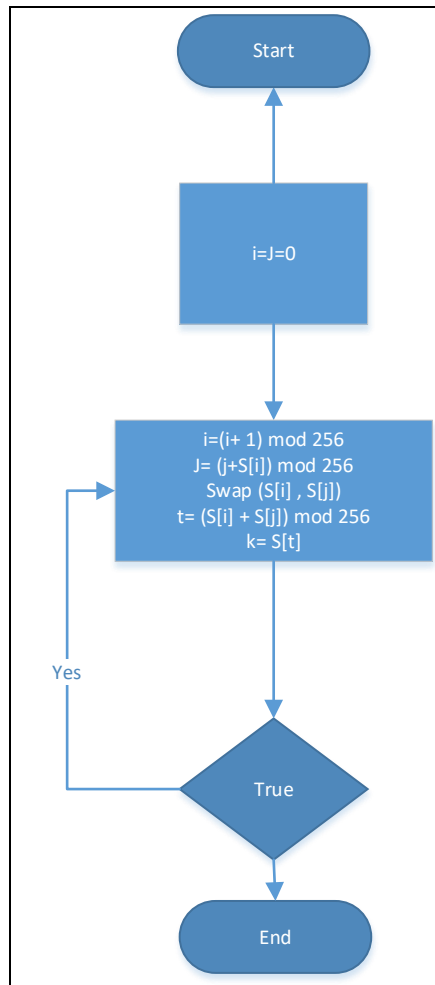 Start
i=J=0
i=(i+ 1) mod 256
J= (j+S[i]) mod 256
Swap (S[i] , S[j])
t= (S[i] + S[j]) mod 256
k= S[t]
Yes
True
End